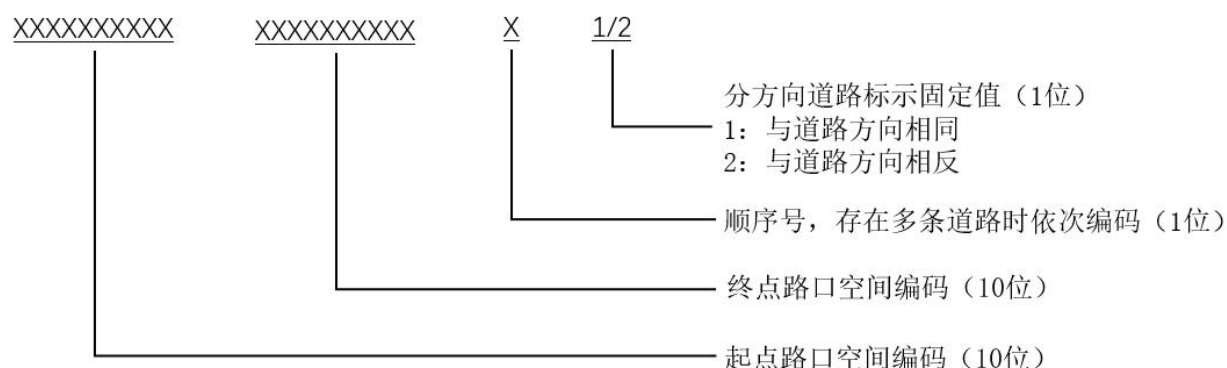 XXXXXXXXXX XXXXXXXXXX X 1/2
分方向道路标示固定值（1位）
1：与道路方向相同
2：与道路方向相反
顺序号，存在多条道路时依次编码（1位）
终点路口空间编码（10位）
起点路口空间编码（10位）